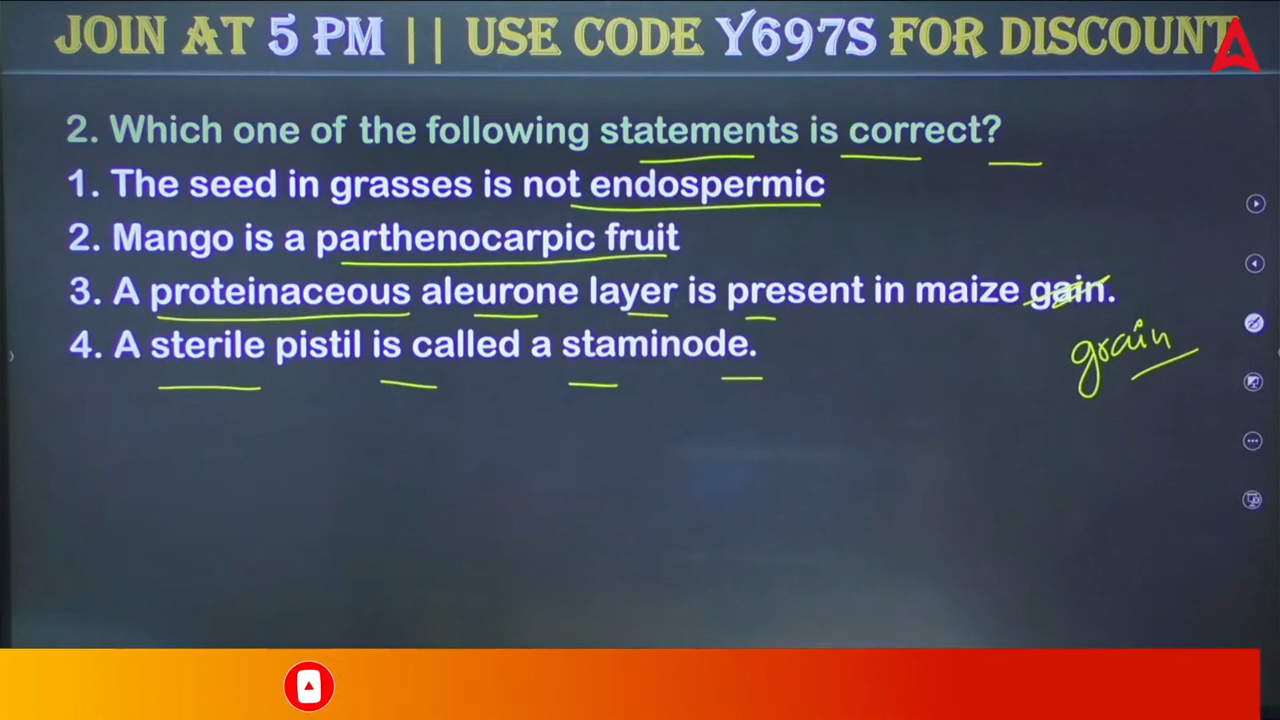 JOIN AT 5 PM || USE CODE Y697S FOR DISCOUNT
2. Which one of the following statements is correct?
1. The seed in grasses is not endospermic
2. Mango is a parthenocarpic fruit
3. A proteinaceous aleurone layer is present in maize gain.
grain
4. A sterile pistil is called a staminode.